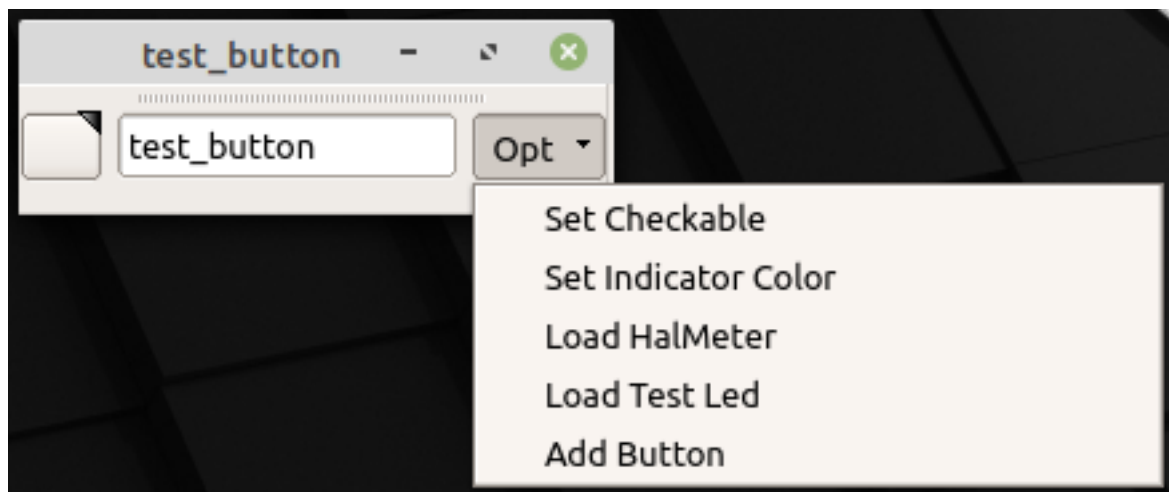 test_button
test_button
Opt
Set Checkable
Set Indicator Color
Load HalMeter
Load Test Led
Add Button